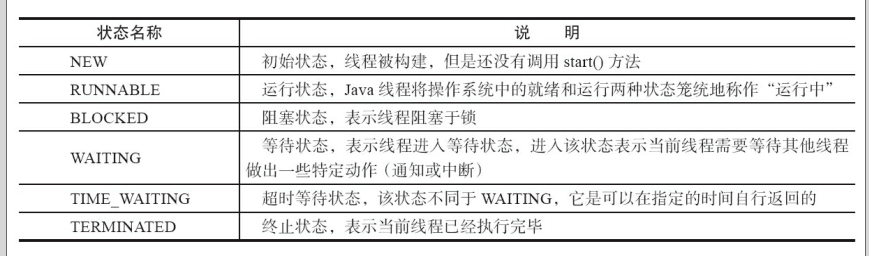 状态名称 说 明
NEW 初始状态，线程被构建，但是还没有调用 start() 方法
RUNNABLE 运行状态，Java 线程将操作系统中的就绪和运行两种状态笼统地称作“运行中”
BLOCKED 阻塞状态，表示线程阻塞于锁
WAITING 等待状态，表示线程进入等待状态，进入该状态表示当前线程需要等待其他线程
做出一些特定动作（通知或中断）
TIME_WAITING 超时等待状态，该状态不同于 WAITING，它是可以在指定的时间自行返回的
TERMINATED 终止状态，表示当前线程已经执行完毕